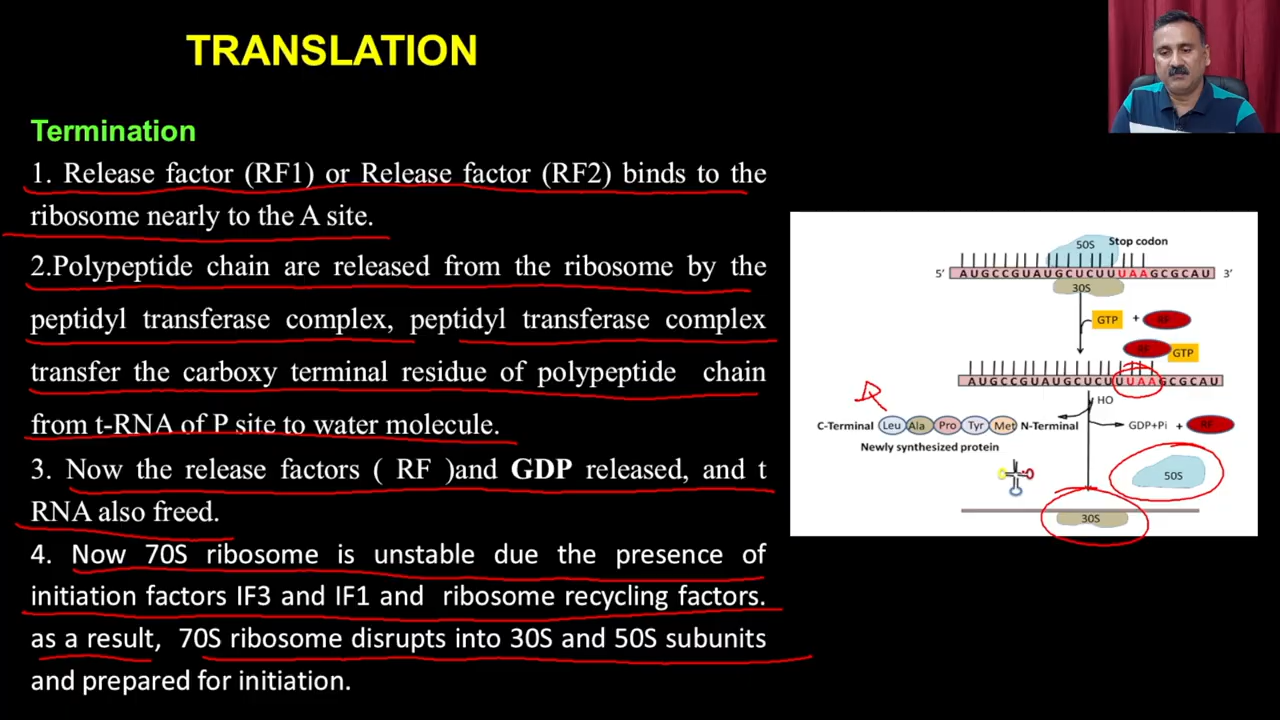 TRANSLATION
Termination
1. Release factor (RF1) or Release factor (RF2) binds to the
ribosome nearly to the A site.
2.Polypeptide chain are released from the ribosome by the
peptidyl transferase complex, peptidyl transferase complex
transfer the carboxy terminal residue of polypeptide chain
from t-RNA of P site to water molecule.
3. Now the release factors ( RF )and GDP released, and t
RNA also freed.
4. Now 70S ribosome is unstable due the presence of
initiation factors IF3 and IF1 and ribosome recycling factors.
as a result, 70S ribosome disrupts into 30S and 50S subunits
and prepared for initiation.
50S Stop codon
5' AUGCCGUAUGCUCUUUAAGCGCAU 3'
30S
GTP + RF
RF GTP
AUGCCGUAUGCUCUUUAAGCGCAU
HO
C-Terminal Leu Ala Pro Tyr Met N-Terminal GDP+Pi + RF
Newly synthesized protein
50S
30S